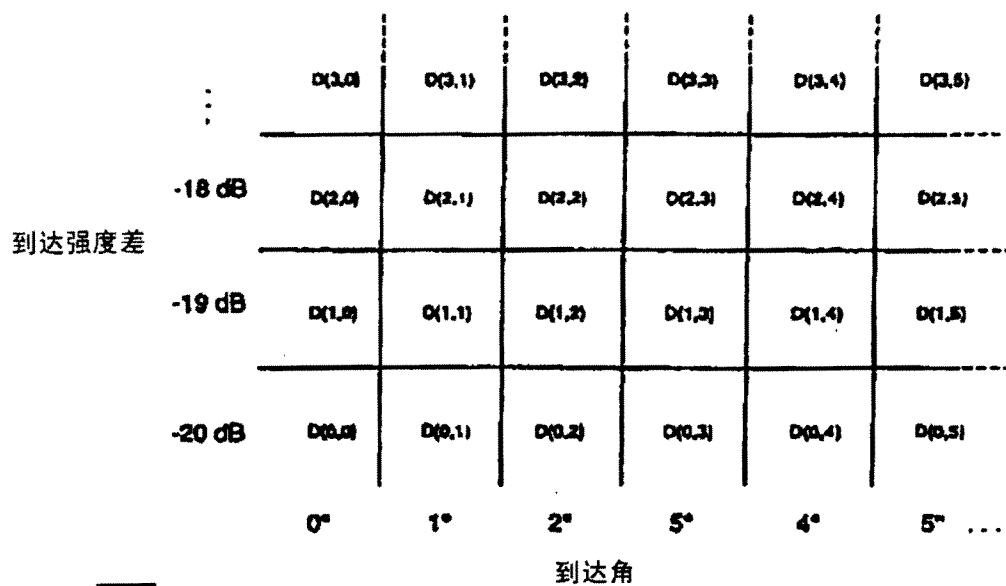 D(3,0) D(3,1) D(3,2) D(3,3) D(3,4) D(3,5)
⋮
-18 dB D(2,0) D(2,1) D(2,2) D(2,3) D(2,4) D(2,5)
到达强度差
-19 dB D(1,0) D(1,1) D(1,2) D(1,3) D(1,4) D(1,5)
-20 dB D(0,0) D(0,1) D(0,2) D(0,3) D(0,4) D(0,5)
0° 1° 2° 5° 4° 5° ....
到达角